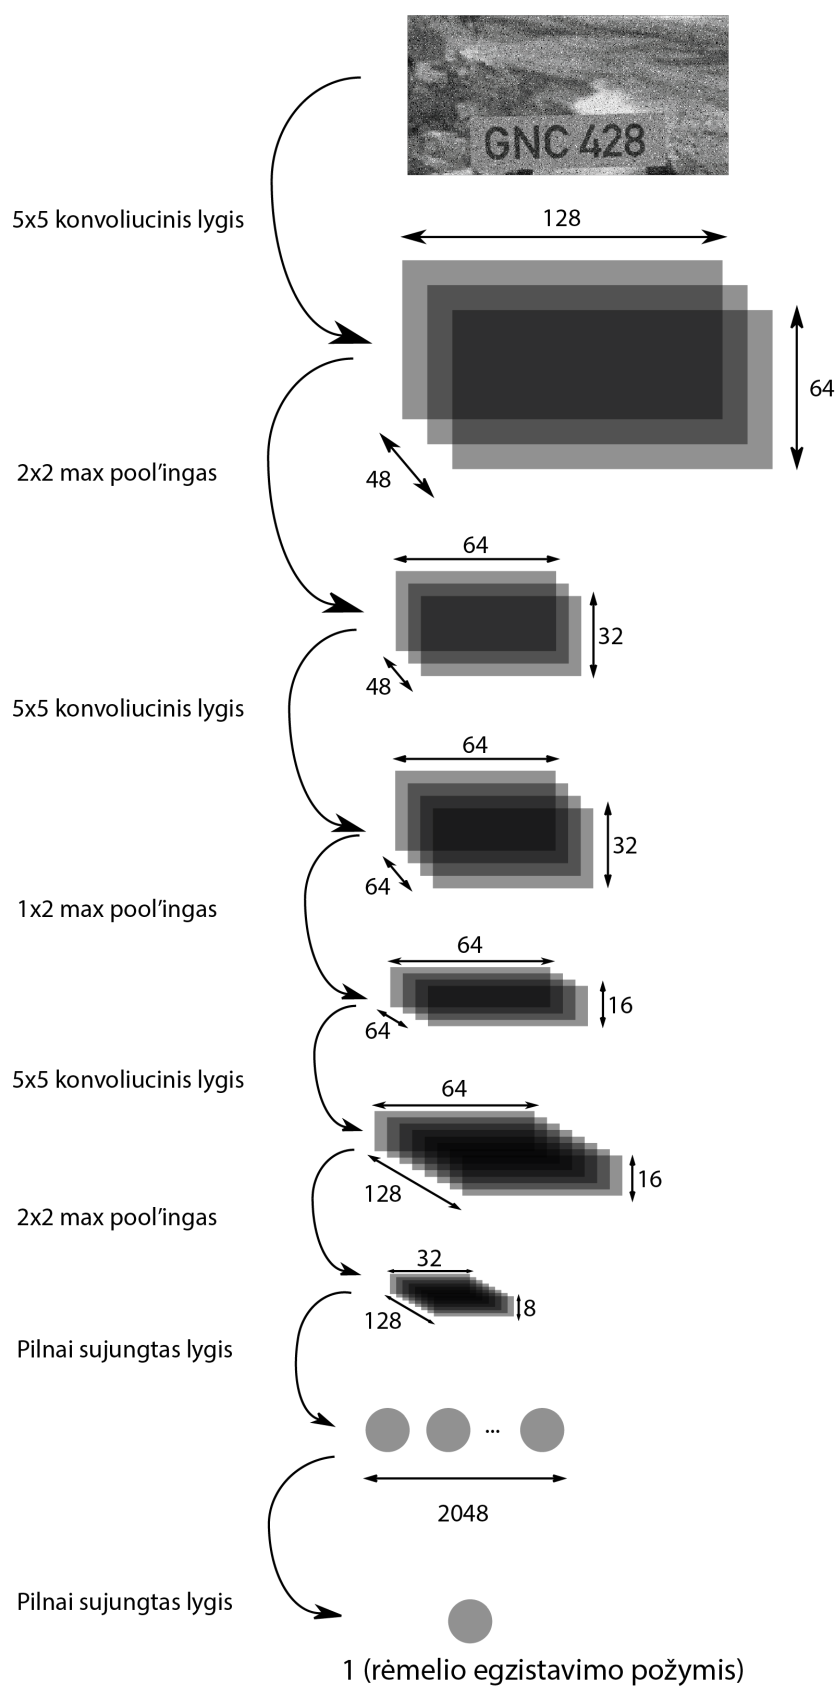 GNC 428
5x5 konvoliucinis lygis
128
64
48
2x2 max pool’ingas
64
32
48
5x5 konvoliucinis lygis
64
32
64
1x2 max pool’ingas
64
16
64
5x5 konvoliucinis lygis
64
16
128
2x2 max pool’ingas
32
8
128
Pilnai sujungtas lygis
...
2048
Pilnai sujungtas lygis
1 (rėmelio egzistavimo požymis)